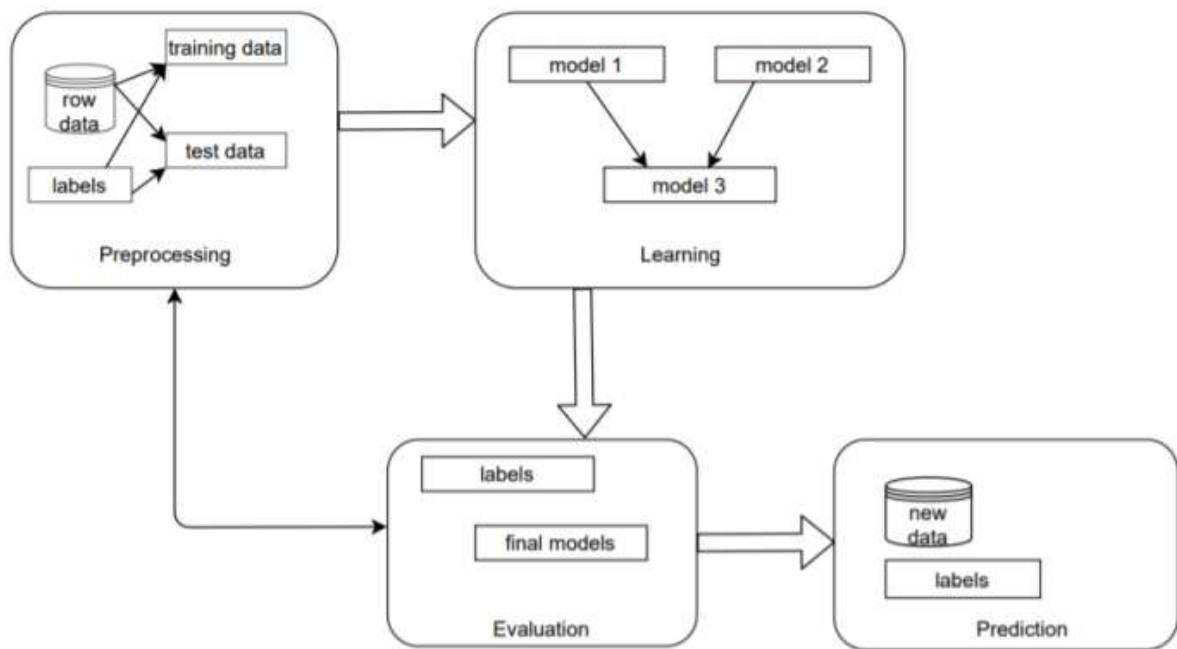 training data
row
data
test data
labels
Preprocessing
model 1
model 2
model 3
Learning
labels
final models
Evaluation
new
data
labels
Prediction